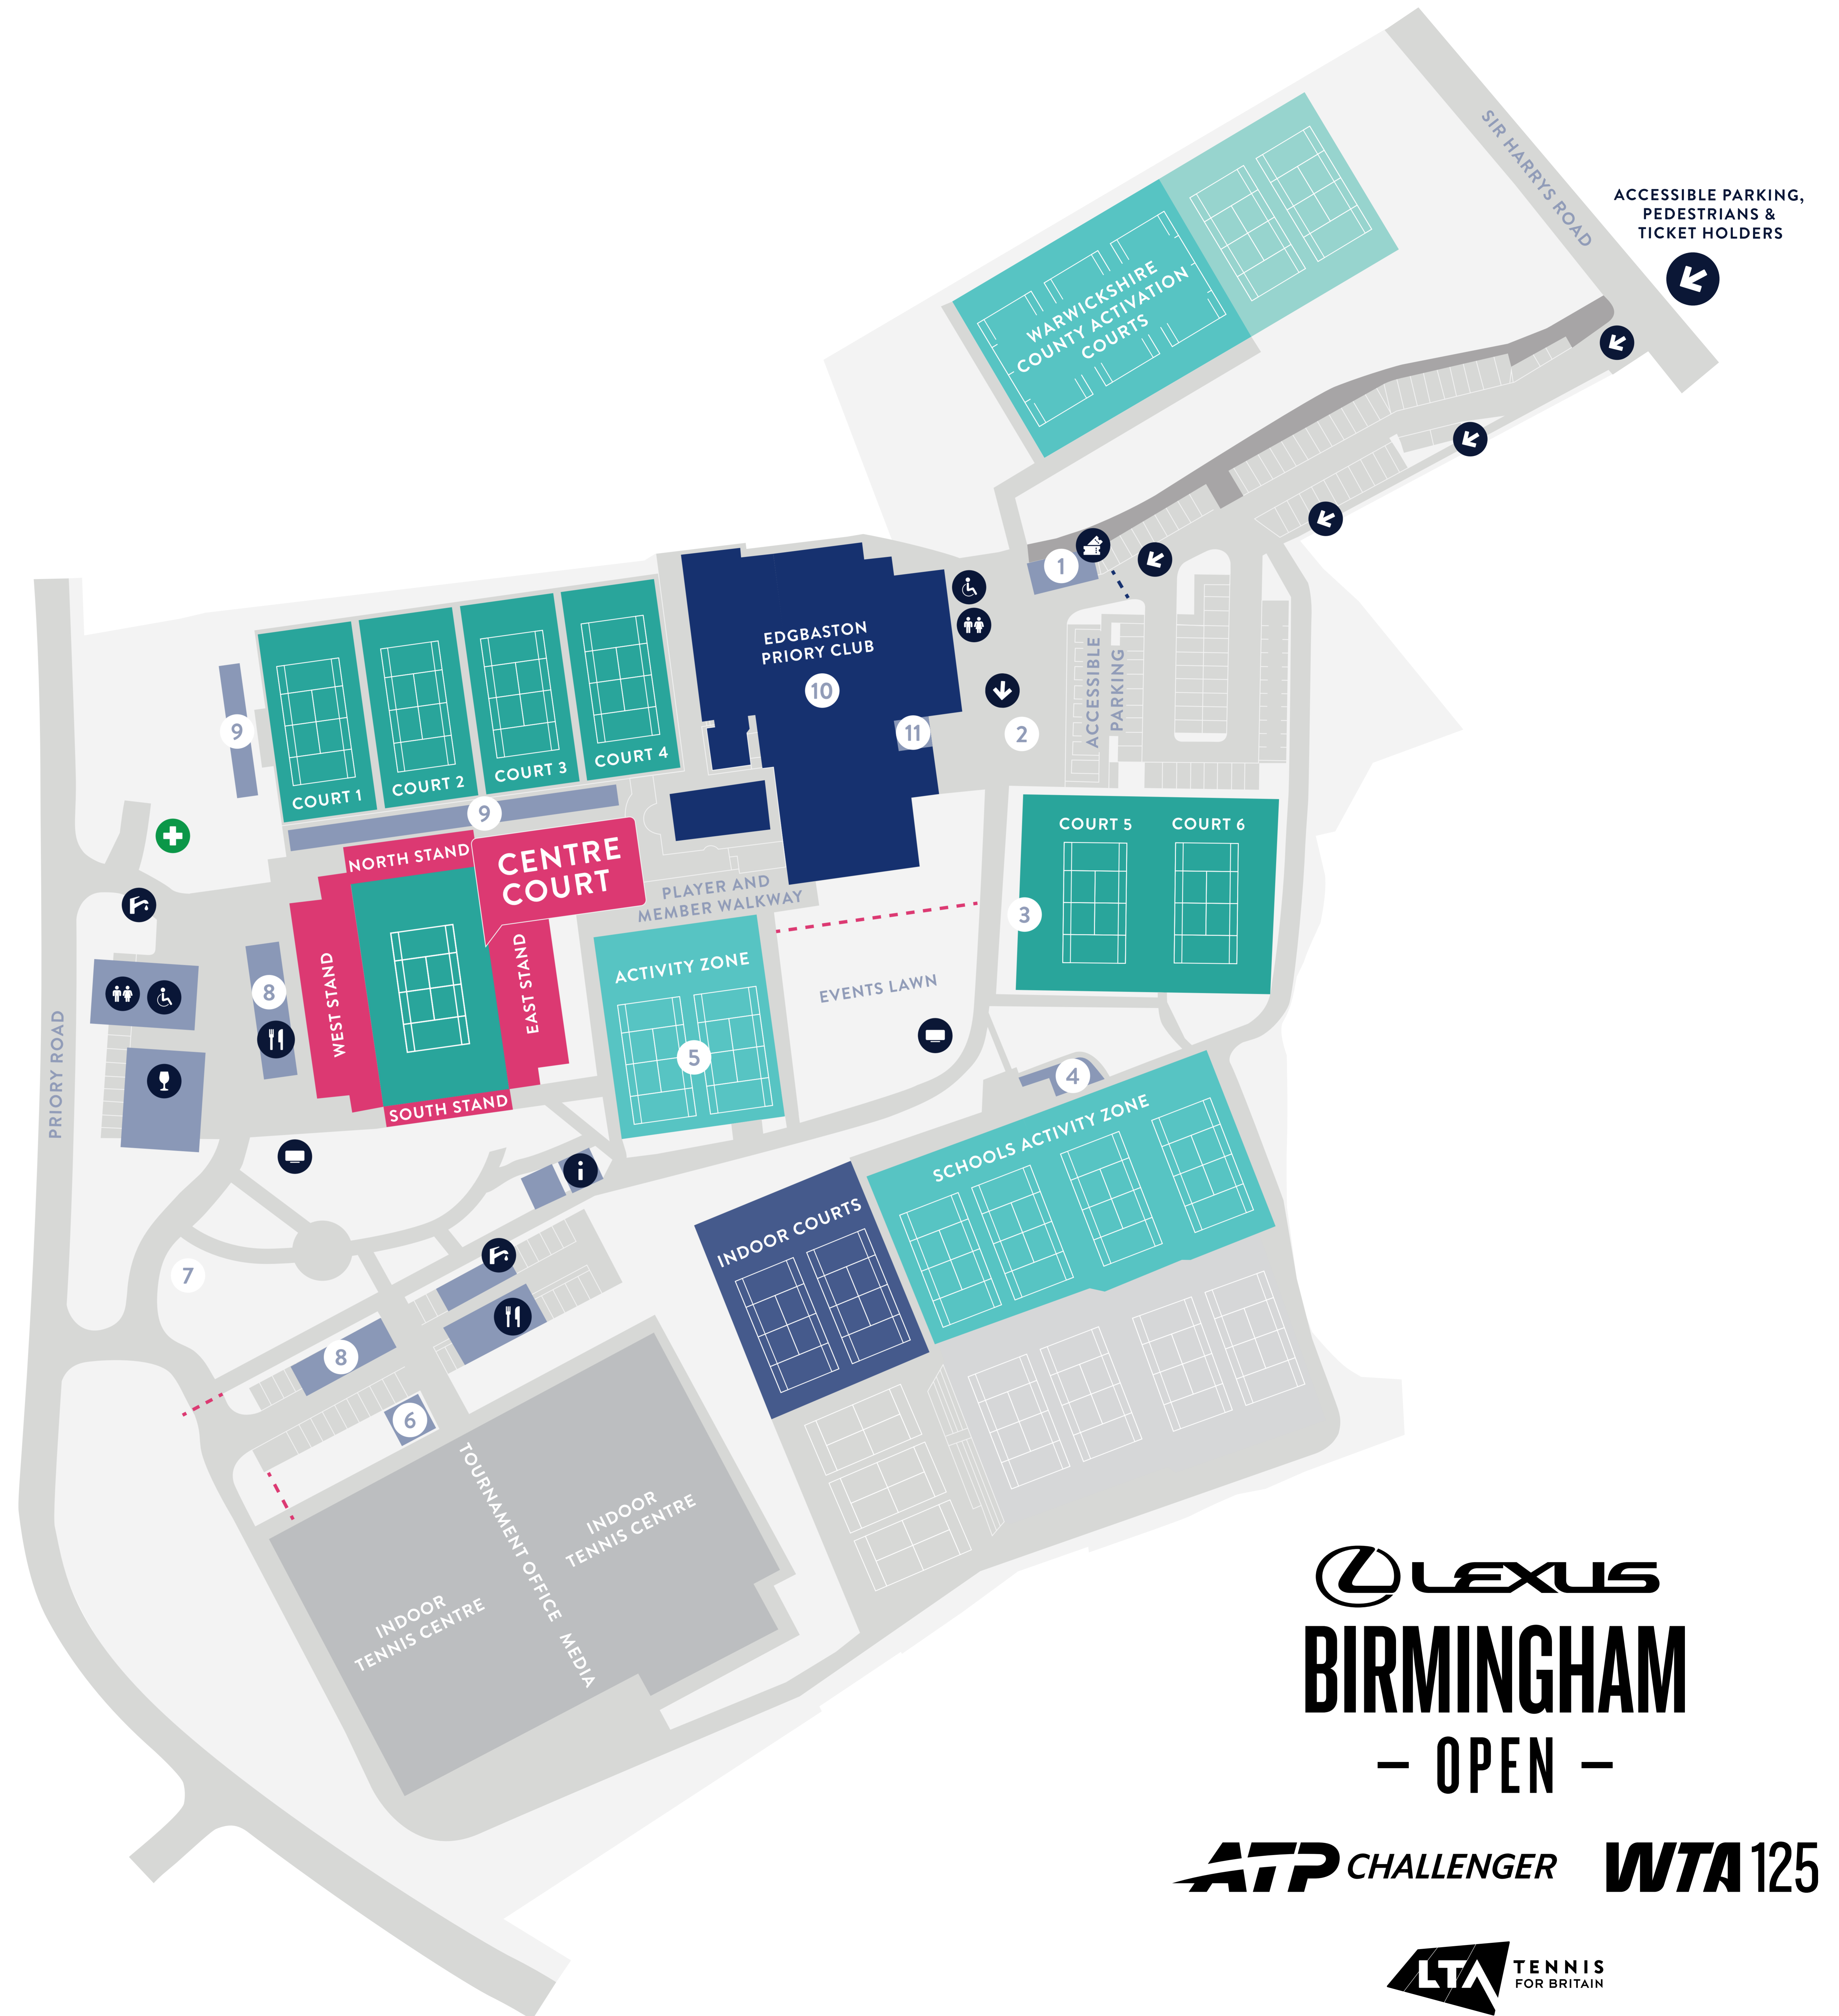 SIR HARRYS ROAD
ACCESSIBLE PARKING,
PEDESTRIANS &
TICKET HOLDERS
WARWICKSHIRE
COUNTY ACTIVATION
COURTS
1
EDGBASTON
PRIORY CLUB
10
11
2
ACCESSIBLE
PARKING
9
COURT 1
COURT 2
COURT 3
COURT 4
9
NORTH STAND
CENTRE
COURT
PLAYER AND
MEMBER WALKWAY
COURT 5
COURT 6
3
8
WEST STAND
EAST STAND
SOUTH STAND
ACTIVITY ZONE
5
EVENTS LAWN
4
PRIORY ROAD
i
SCHOOLS ACTIVITY ZONE
INDOOR COURTS
7
8
6
TOURNAMENT OFFICE
MEDIA
INDOOR
TENNIS CENTRE
INDOOR
TENNIS CENTRE
LEXUS
BIRMINGHAM
— OPEN —
ATP CHALLENGER
WTA 125
LTA
TENNIS
FOR BRITAIN